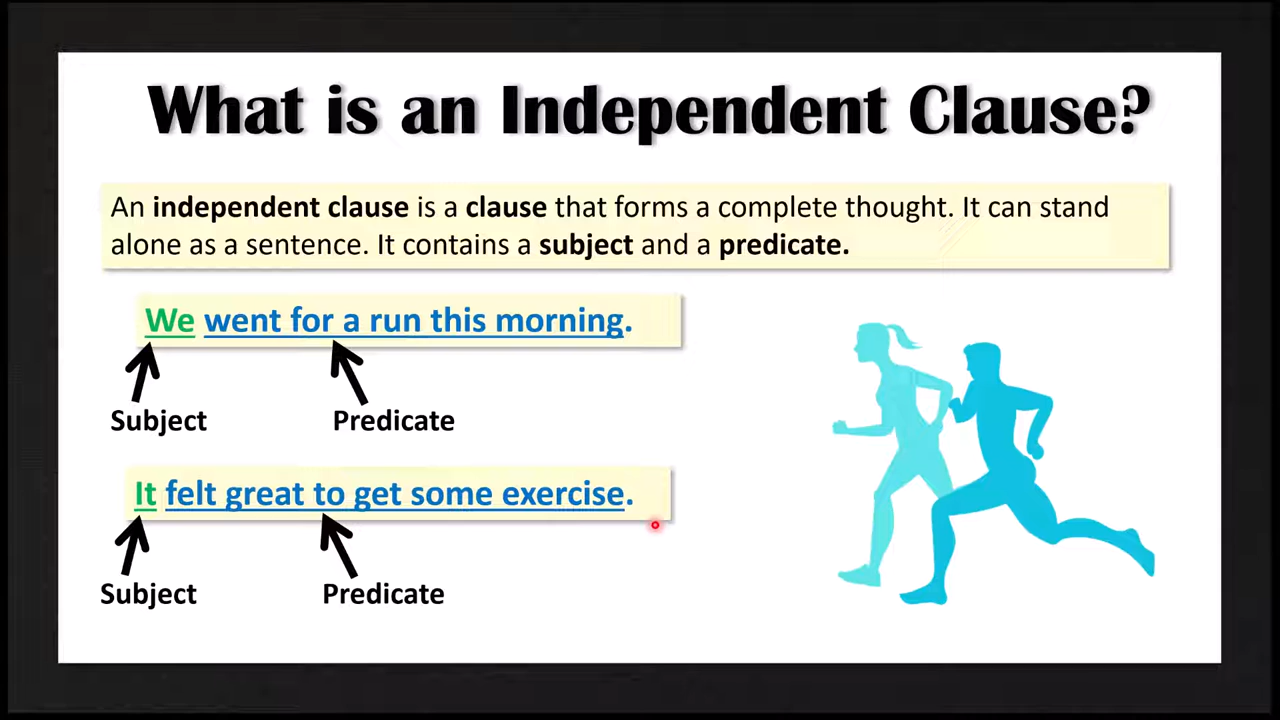 What is an Independent Clause?
An independent clause is a clause that forms a complete thought. It can stand
alone as a sentence. It contains a subject and a predicate.
We went for a run this morning.
Subject Predicate
It felt great to get some exercise.
Subject Predicate